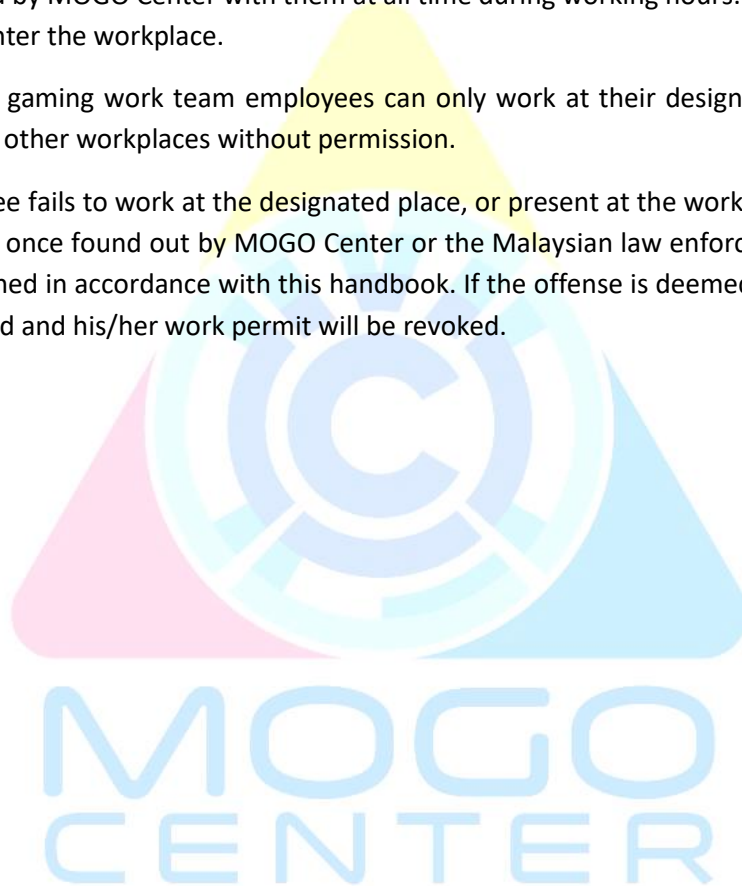 by MOGO Center with them at all time during working hours.
nter the workplace.
gaming work team employees can only work at their design
other workplaces without permission.
ee fails to work at the designated place, or present at the work
once found out by MOGO Center or the Malaysian law enforc
ned in accordance with this handbook. If the offense is deemed
d and his/her work permit will be revoked.
C
MOGO
CENTER